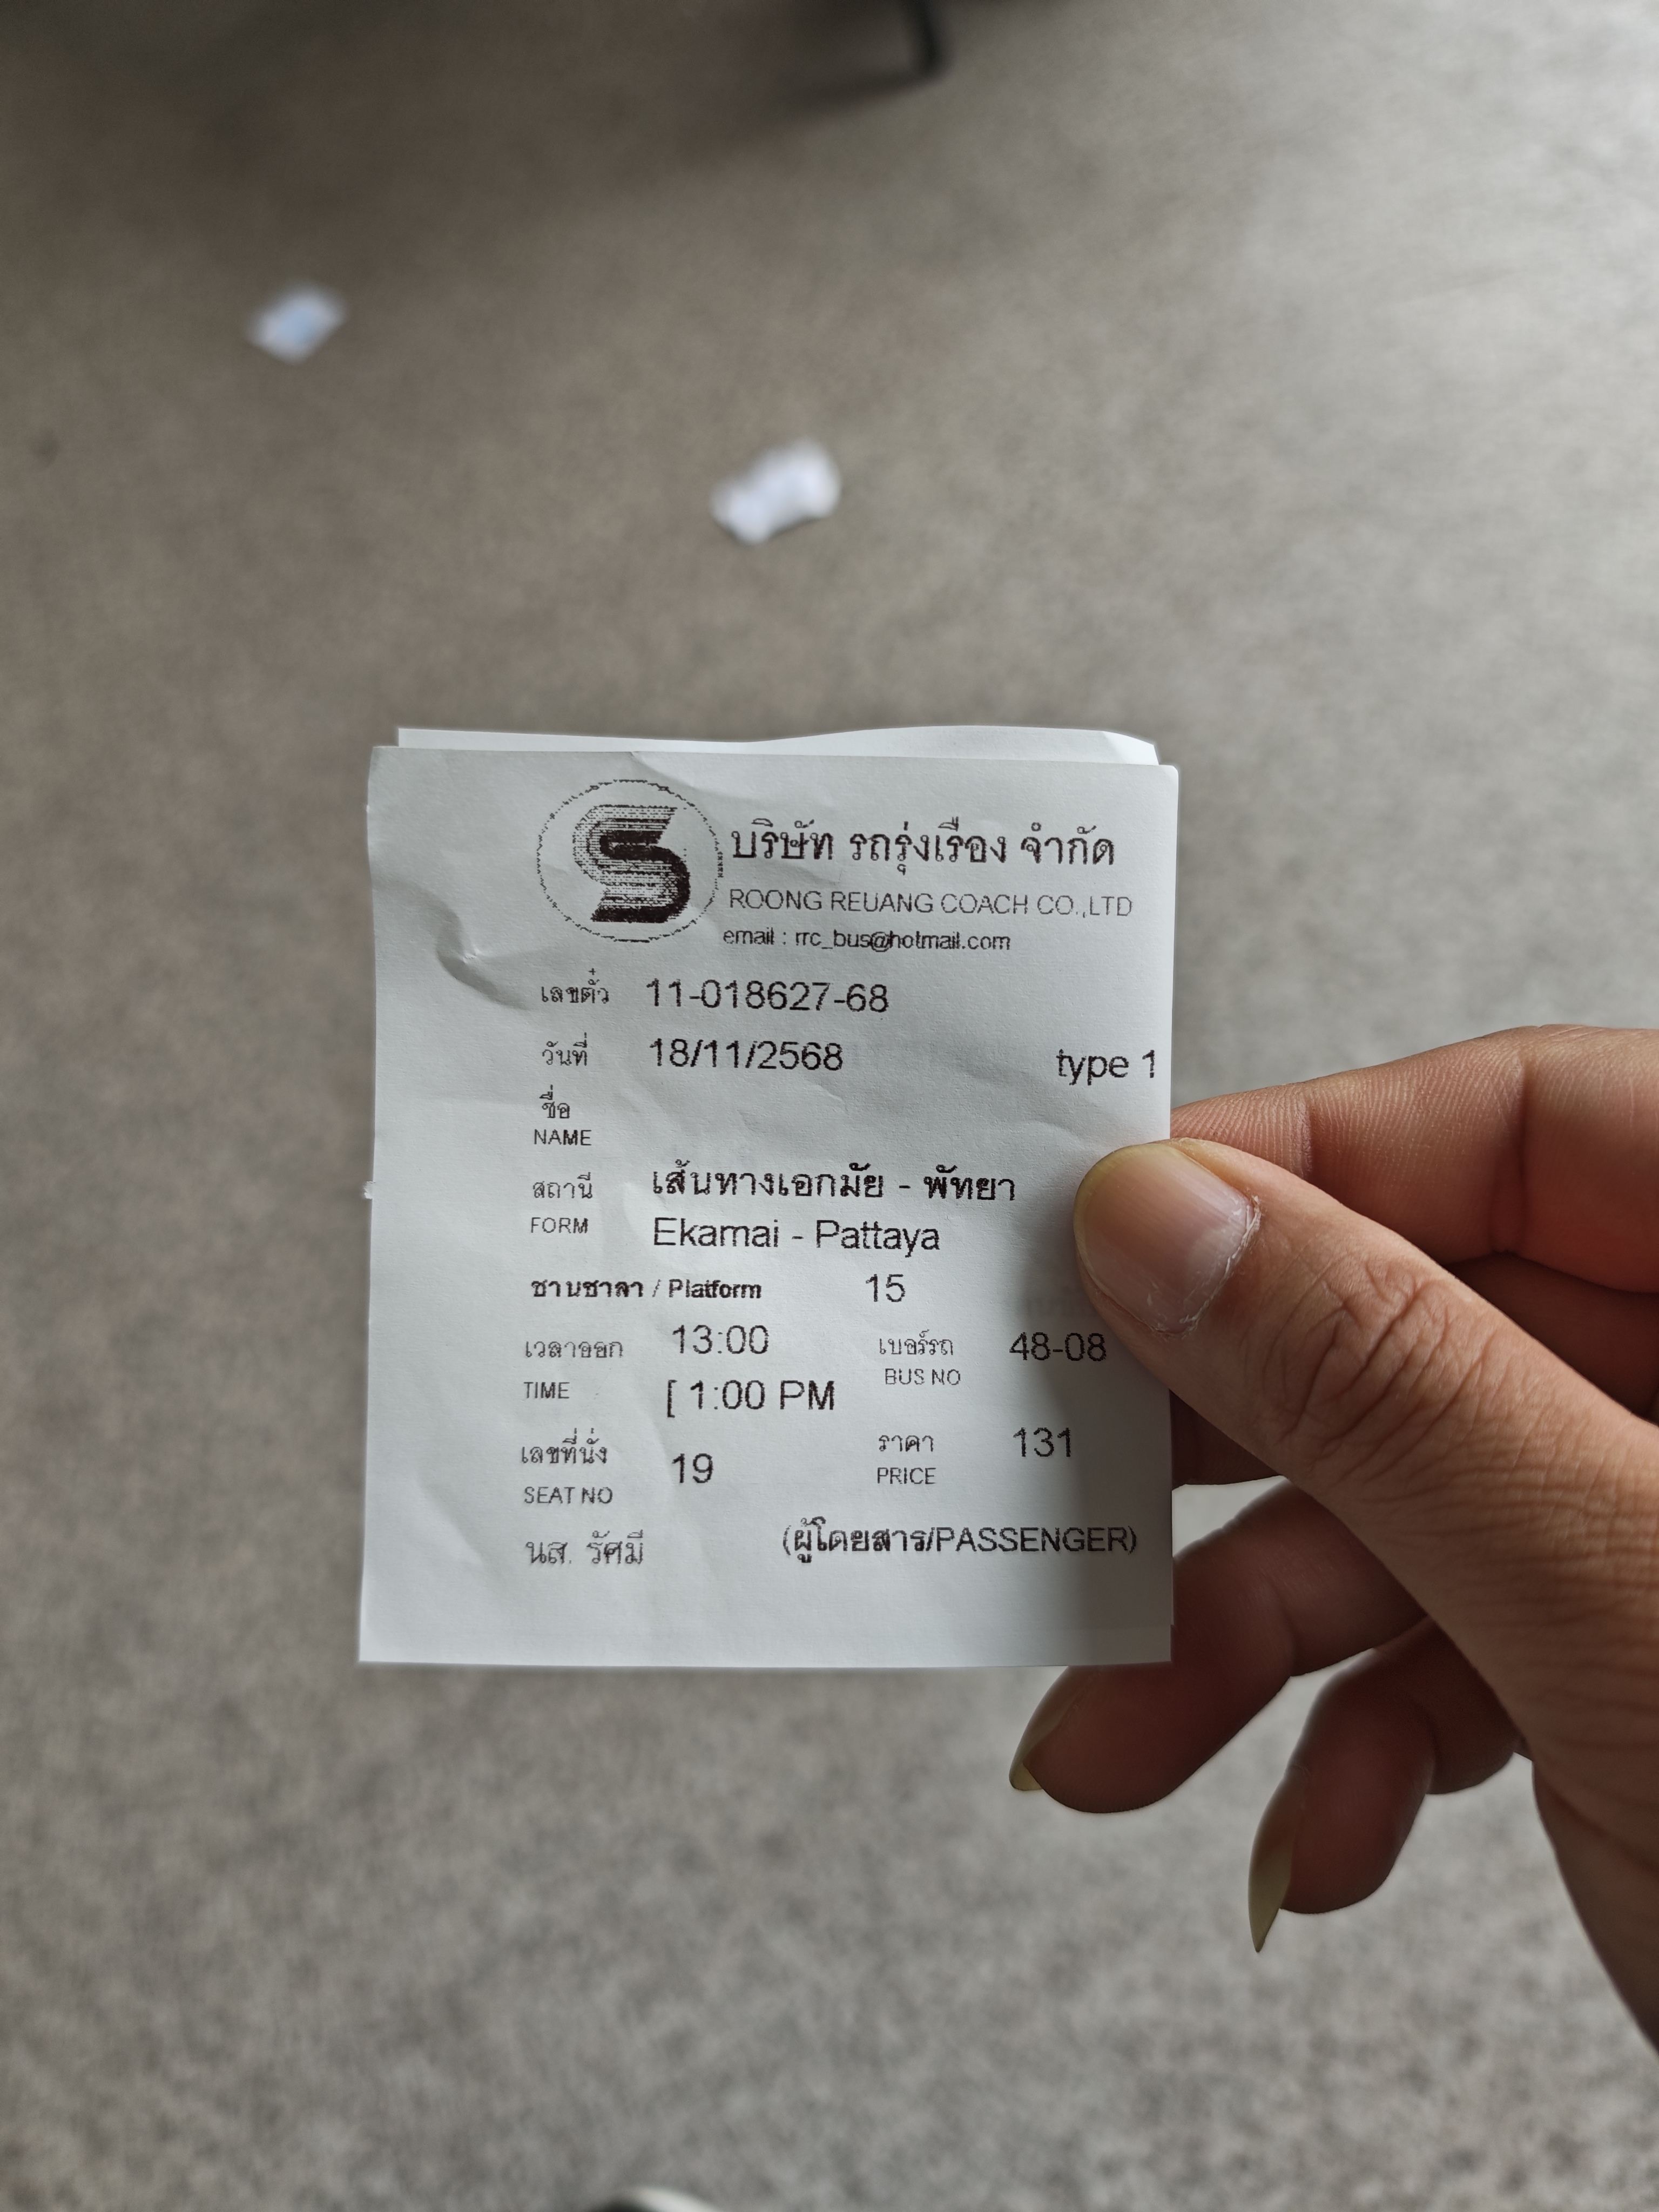 บริษัท รถรุ่งเรือง จำกัด
ROONG REUANG COACH CO.,LTD
email : rrc_bus@hotmail.com
เลขตั๋ว 11-018627-68
วันที่ 18/11/2568 type 1
ชื่อ
NAME
สถานี เส้นทางเอกมัย - พัทยา
FORM Ekamai - Pattaya
ชานชาลา / Platform 15
เวลาออก 13:00 เบอร์รถ 48-08
TIME [ 1:00 PM BUS NO
เลขที่นั่ง 19 ราคา 131
SEAT NO PRICE
นส. รัศมี (ผู้โดยสาร/PASSENGER)